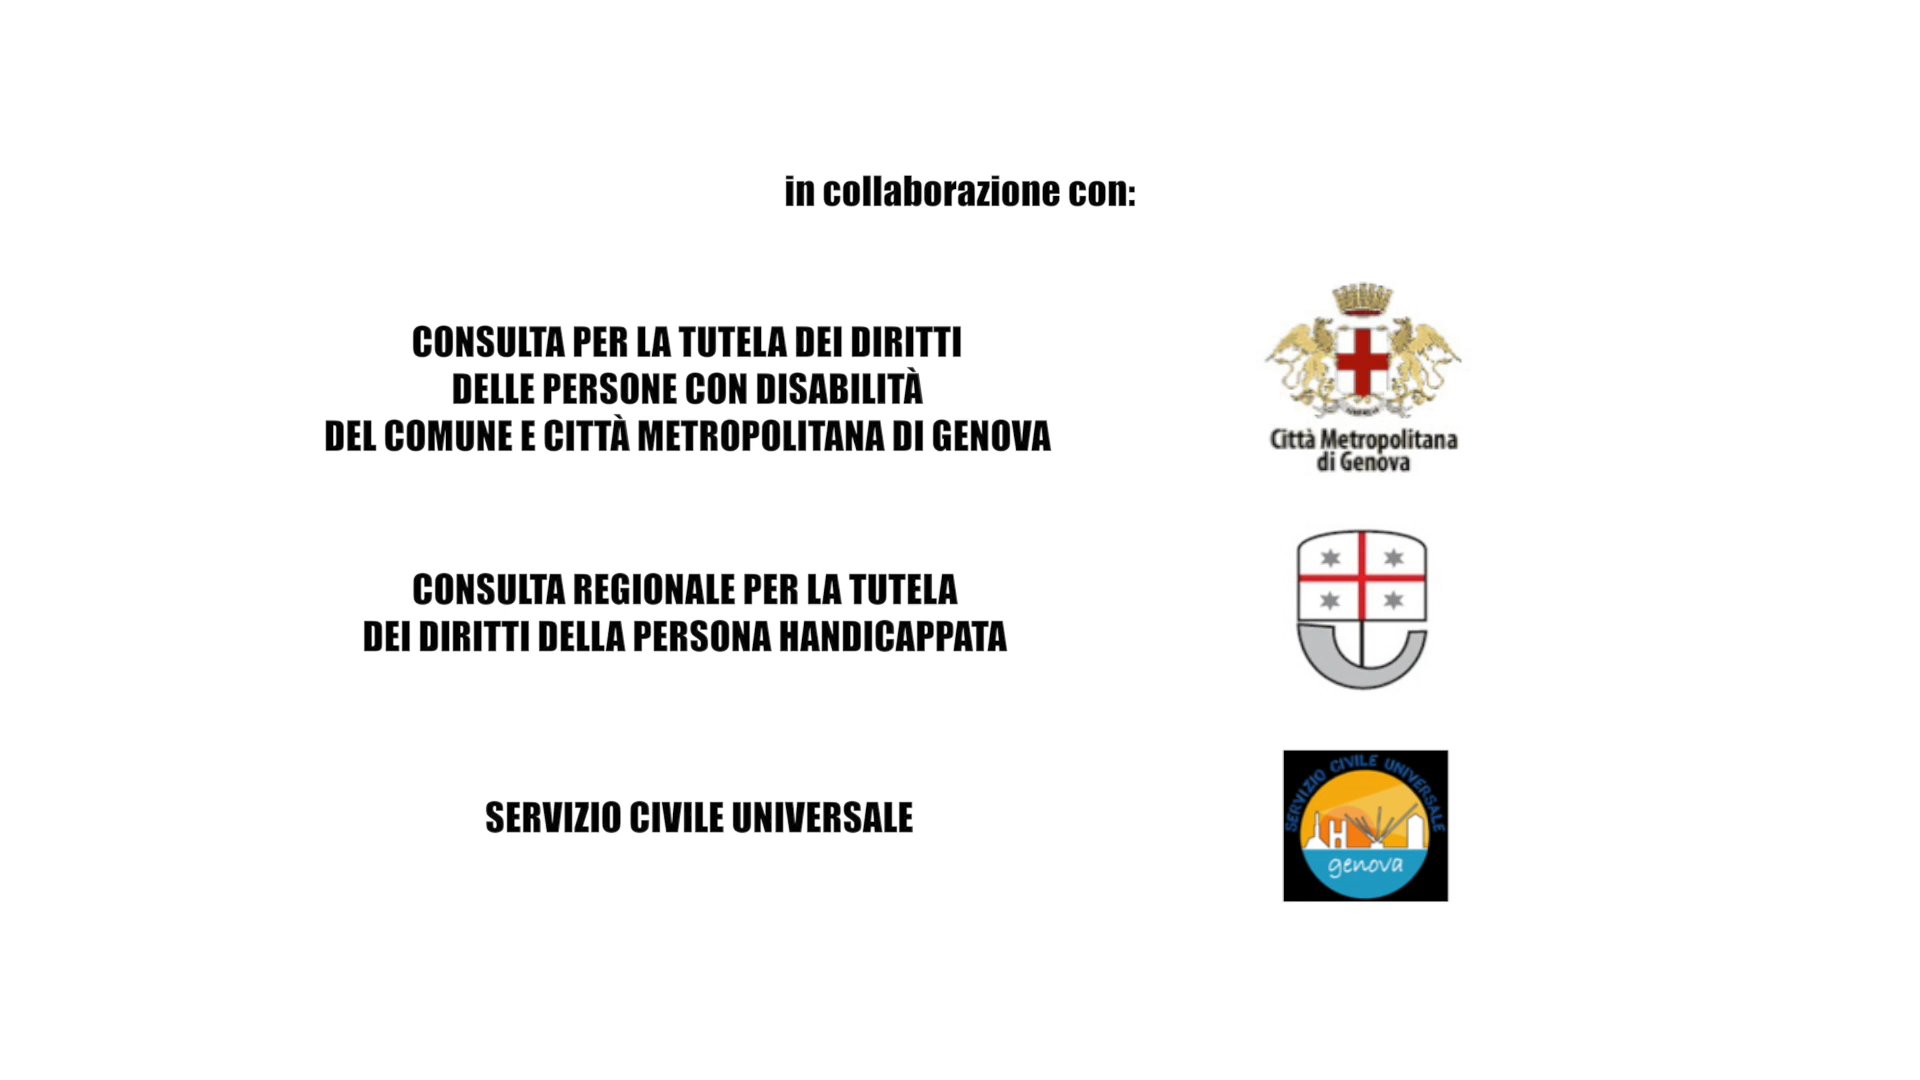 in collaborazione con:
CONSULTA PER LA TUTELA DEI DIRITTI
DELLE PERSONE CON DISABILITÀ
DEL COMUNE E CITTÀ METROPOLITANA DI GENOVA
Città Metropolitana
di Genova
CONSULTA REGIONALE PER LA TUTELA
DEI DIRITTI DELLA PERSONA HANDICAPPATA
SERVIZIO CIVILE UNIVERSALE
SERVIZIO CIVILE UNIVERSALE
genova